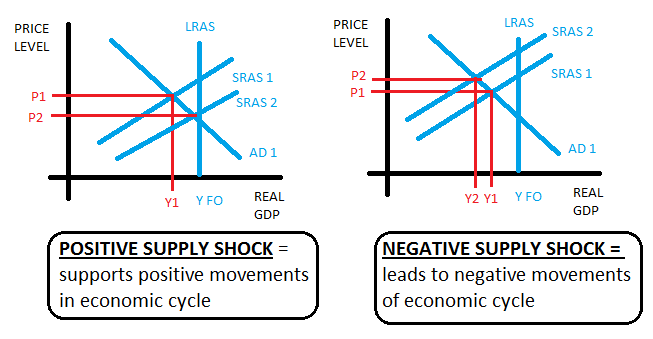 PRICE
LEVEL
LRAS
SRAS 1
SRAS 2
P1
P2
AD 1
Y1
Y FO
REAL
GDP
POSITIVE SUPPLY SHOCK =
supports positive movements
in economic cycle
PRICE
LEVEL
LRAS
SRAS 2
SRAS 1
P2
P1
AD 1
Y2
Y1
Y FO
REAL
GDP
NEGATIVE SUPPLY SHOCK =
leads to negative movements
of economic cycle